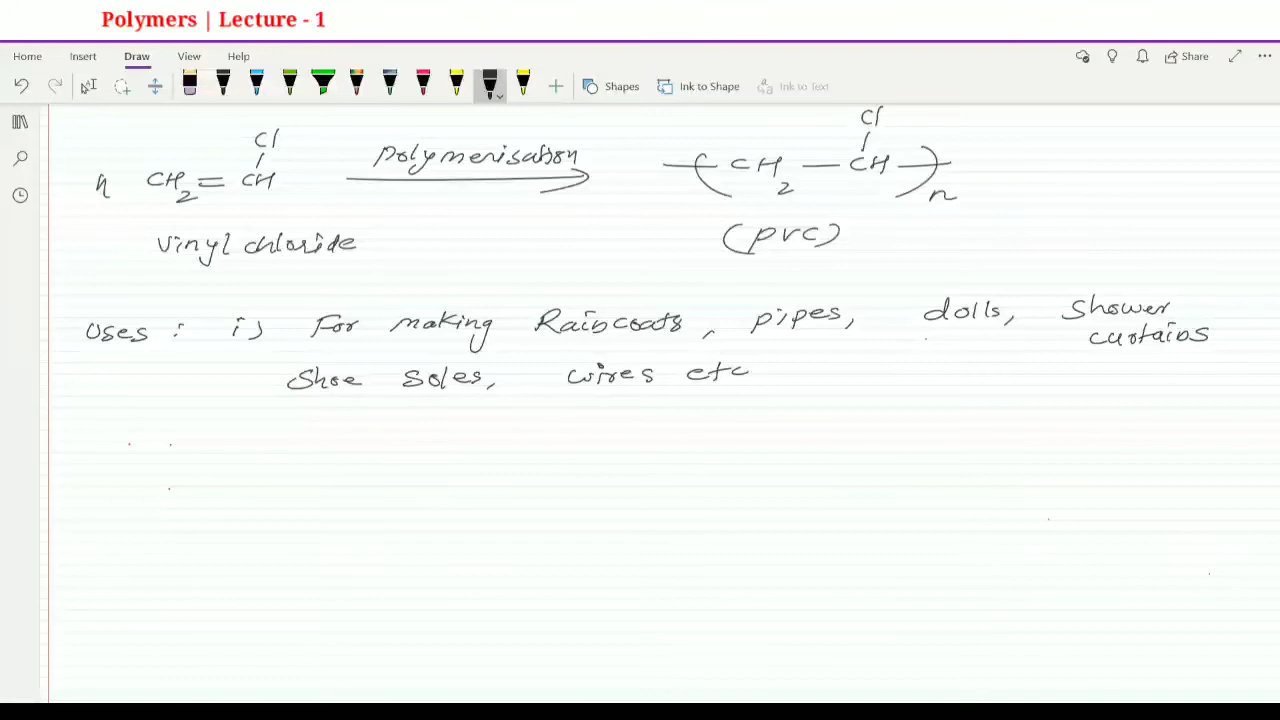 Polymers | Lecture - 1
Home Insert Draw View Help Share
Shapes Ink to Shape Ink to Text
Cl Cl
n CH2 = CH Polymerisation ( CH2 — CH )n
Vinyl chloride (PVC)
Uses : i) For making Raincoats, pipes, dolls, Shower curtains
Shoe soles, wires etc